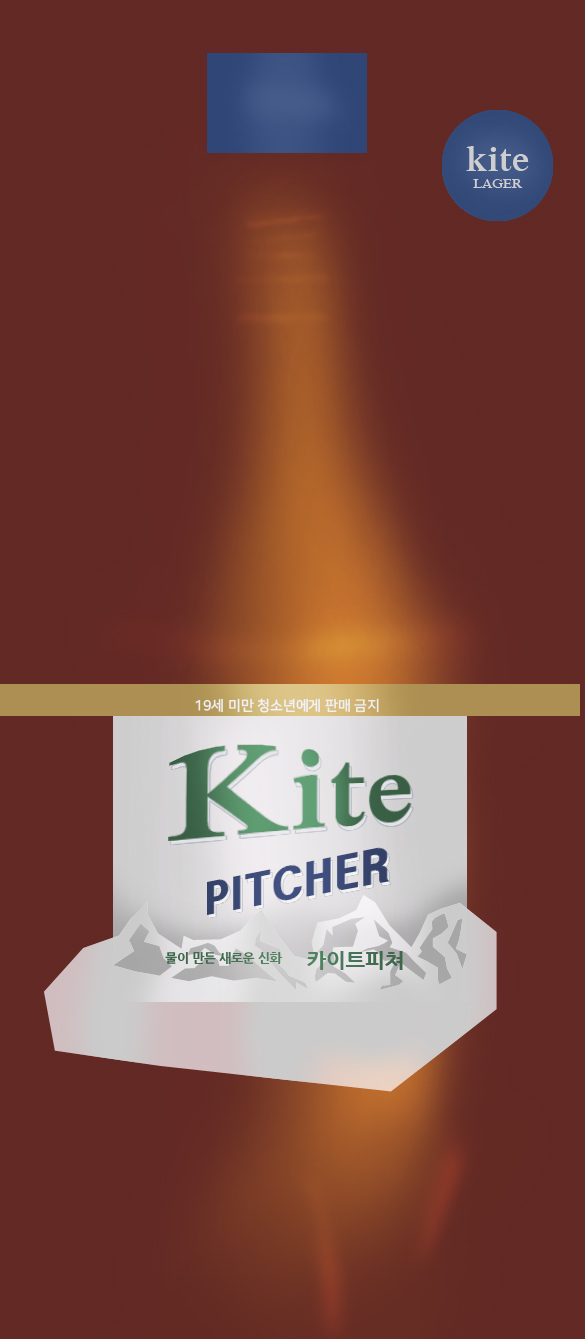 kite
LAGER
19세 미만 청소년에게 판매 금지
Kite
PITCHER
물이 만든 새로운 신화 카이트피쳐